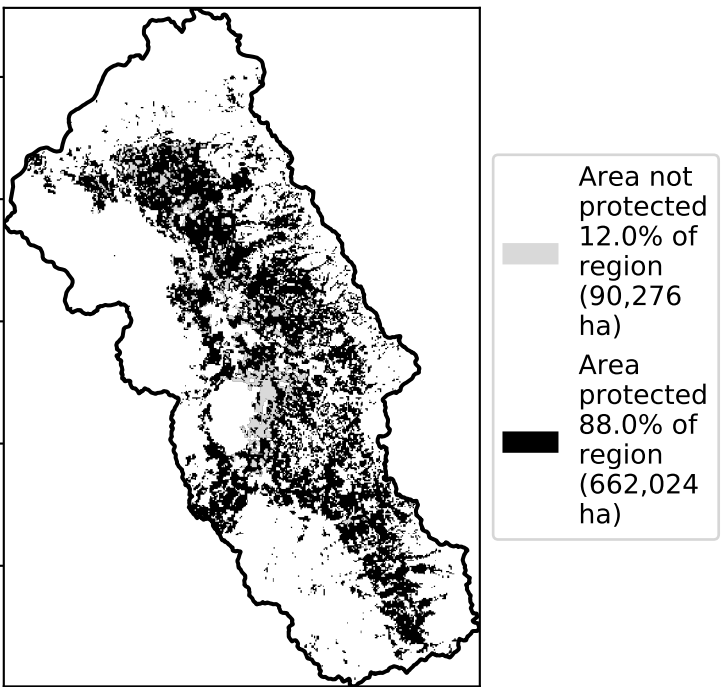 Area not
protected
12.0% of
region
(90,276
ha)
Area
protected
88.0% of
region
(662,024
ha)